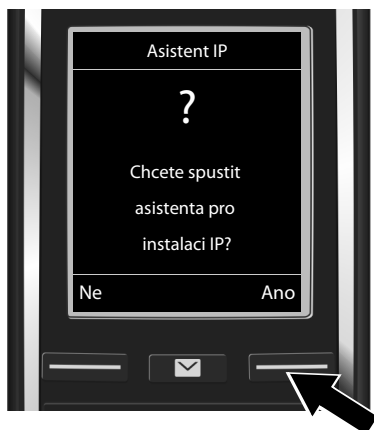 Asistent IP
?
Chcete spustit
asistenta pro
instalaci IP?
Ne Ano